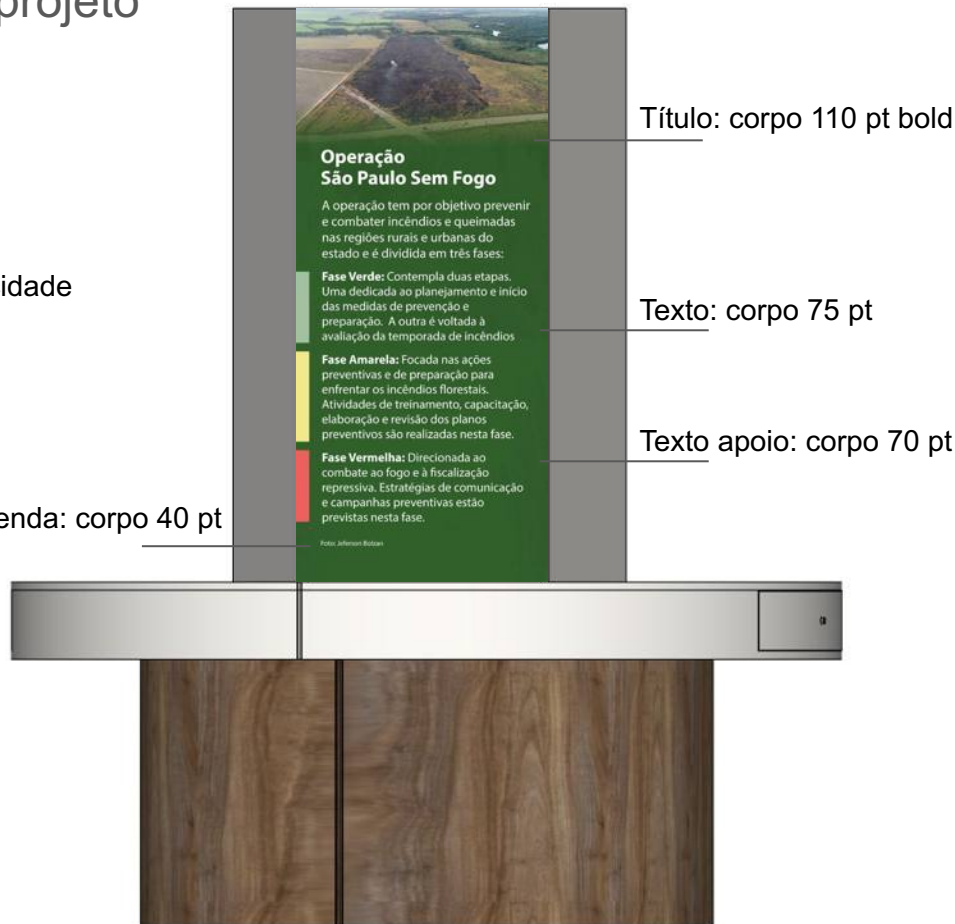 projeto
Título: corpo 110 pt bold
Operação
São Paulo Sem Fogo
A operação tem por objetivo prevenir
e combater incêndios e queimadas
nas regiões rurais e urbanas do
estado e é dividida em três fases:
idade
Fase Verde: Contempla duas etapas.
Uma dedicada ao planejamento e início
das medidas de prevenção e
preparação. A outra é voltada à
avaliação da temporada de incêndios
Texto: corpo 75 pt
Fase Amarela: Focada nas ações
preventivas e de preparação para
enfrentar os incêndios florestais.
Atividades de treinamento, capacitação,
elaboração e revisão dos planos
preventivos são realizadas nesta fase.
Texto apoio: corpo 70 pt
Fase Vermelha: Direcionada ao
combate ao fogo e à fiscalização
repressiva. Estratégias de comunicação
e campanhas preventivas estão
previstas nesta fase.
enda: corpo 40 pt
Foto: Jeferson